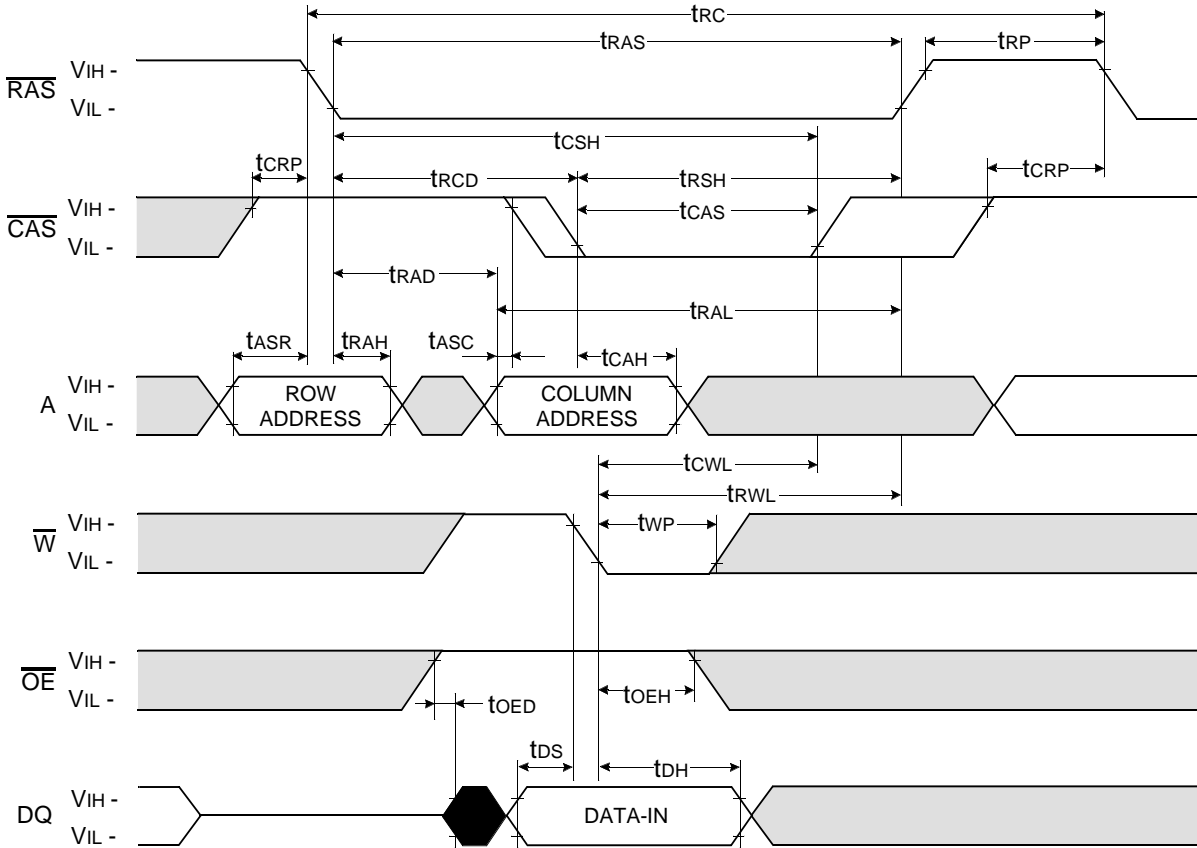 tRC
tRAS
tRP
RAS
VIH -
VIL -
tCSH
tCRP
tRCD
tRSH
tCRP
CAS
VIH -
VIL -
tCAS
tRAD
tRAL
tASR
tRAH
tASC
tCAH
A
VIH -
VIL -
ROW
ADDRESS
COLUMN
ADDRESS
tCWL
tRWL
W
VIH -
VIL -
tWP
OE
VIH -
VIL -
tOED
tOEH
tDS
tDH
DQ
VIH -
VIL -
DATA-IN